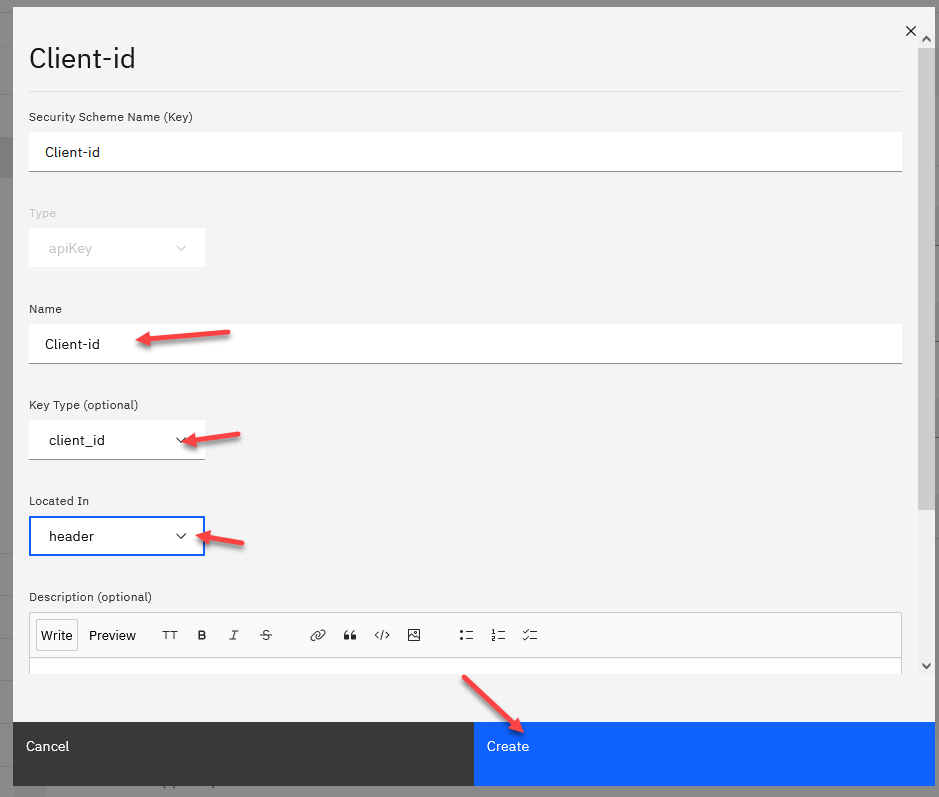 Client-id
Security Scheme Name (Key)
Client-id
Type
apiKey
Name
Client-id
Key Type (optional)
client_id
Located In
header
Description (optional)
Write Preview TT B I S
Cancel
Create